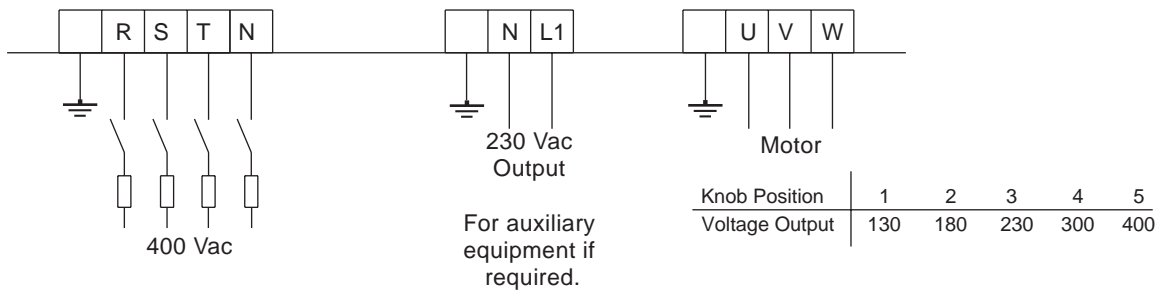 R S T N
N L1
U V W
400 Vac
230 Vac
Output
For auxiliary
equipment if
required.
Motor
Knob Position 1 2 3 4 5
Voltage Output 130 180 230 300 400